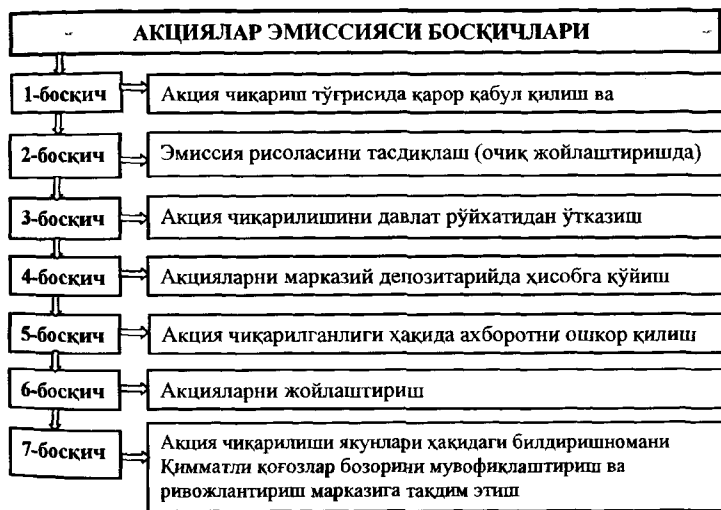 АКЦИЯЛАР ЭМИССИЯСИ БОСҚИЧЛАРИ
1-босқич
Акция чиқариш тўғрисида қарор қабул қилиш ва
2-босқич
Эмиссия рисоласини тасдиқлаш (очиқ жойлаштиришда)
3-босқич
Акция чиқарилишини давлат рўйхатидан ўтказиш
4-босқич
Акцияларни марказий депозитарийда ҳисобга қўйиш
5-босқич
Акция чиқарилганлиги ҳақида ахборотни ошкор қилиш
6-босқич
Акцияларни жойлаштириш
7-босқич
Акция чиқарилиши якунлари ҳақидаги билдиришномани
Қимматли қоғозлар бозорини мувофиқлаштириш ва
ривожлантириш марказига тақдим этиш